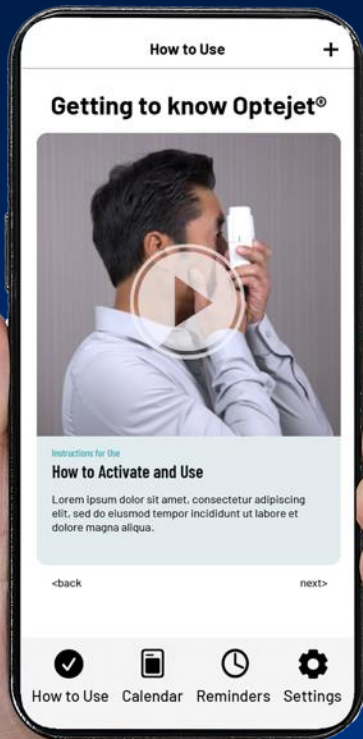 How to Use
+
Getting to know Optejet®
Instructions for Use
How to Activate and Use
Lorem ipsum dolor sit amet, consectetur adipiscing
elit, sed do eiusmod tempor incididunt ut labore et
dolore magna aliqua.
<back
next>
How to Use
Calendar
Reminders
Settings